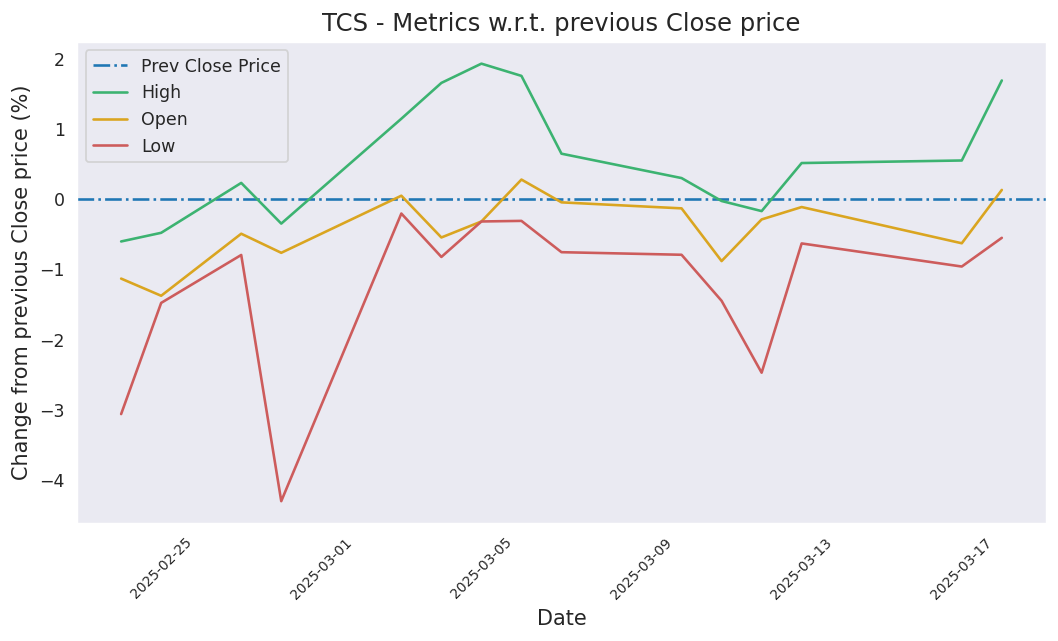 TCS - Metrics w.r.t. previous Close price
Change from previous Close price (%)
Prev Close Price
High
Open
Low
2
1
0
−1
−2
−3
−4
2025-02-25
2025-03-01
2025-03-05
2025-03-09
2025-03-13
2025-03-17
Date